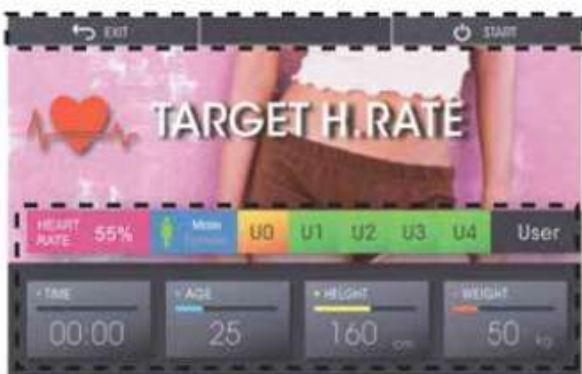 EXIT START
TARGET H.RATE
HEART RATE 55% Male U0 U1 U2 U3 U4 User
TIME AGE HEIGHT WEIGHT
00:00 25 160 cm 50 kg